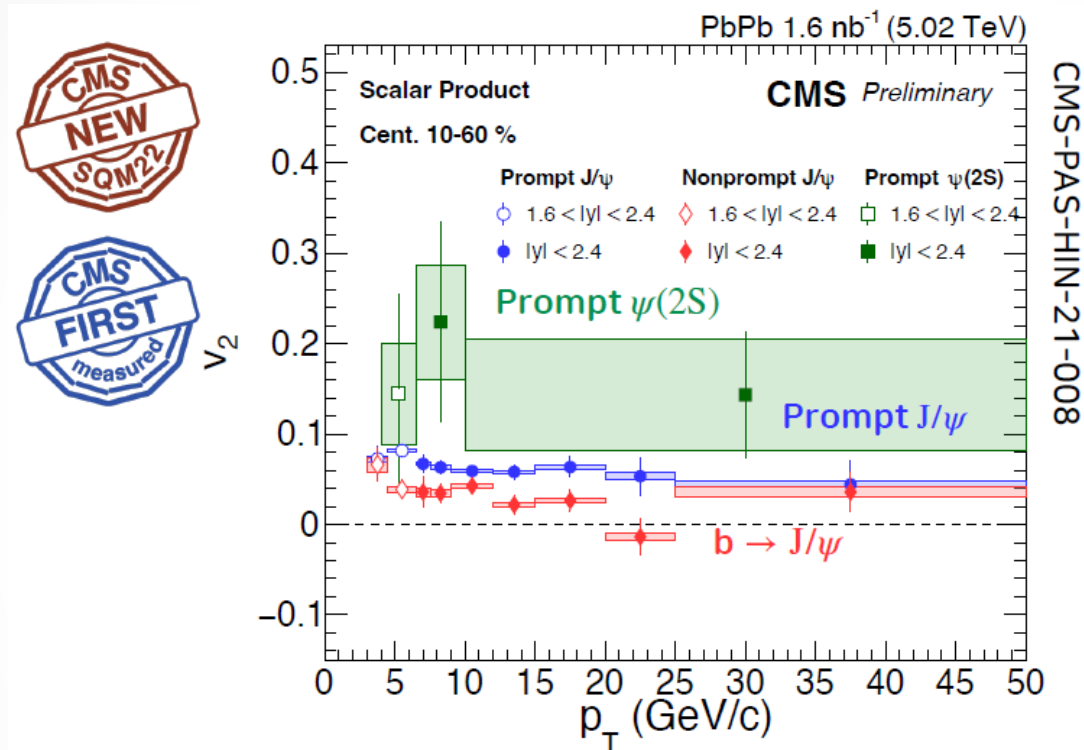 PbPb 1.6 nb⁻¹ (5.02 TeV)
CMS
NEW
SQM22
CMS
FIRST
measured
Scalar Product
CMS Preliminary
Cent. 10-60 %
Prompt J/ψ Nonprompt J/ψ Prompt ψ(2S)
1.6 < |y| < 2.4 1.6 < |y| < 2.4 1.6 < |y| < 2.4
|y| < 2.4 |y| < 2.4 |y| < 2.4
Prompt ψ(2S)
Prompt J/ψ
b → J/ψ
v₂
0.5
0.4
0.3
0.2
0.1
0
−0.1
0 5 10 15 20 25 30 35 40 45 50
p_T (GeV/c)
CMS-PAS-HIN-21-008